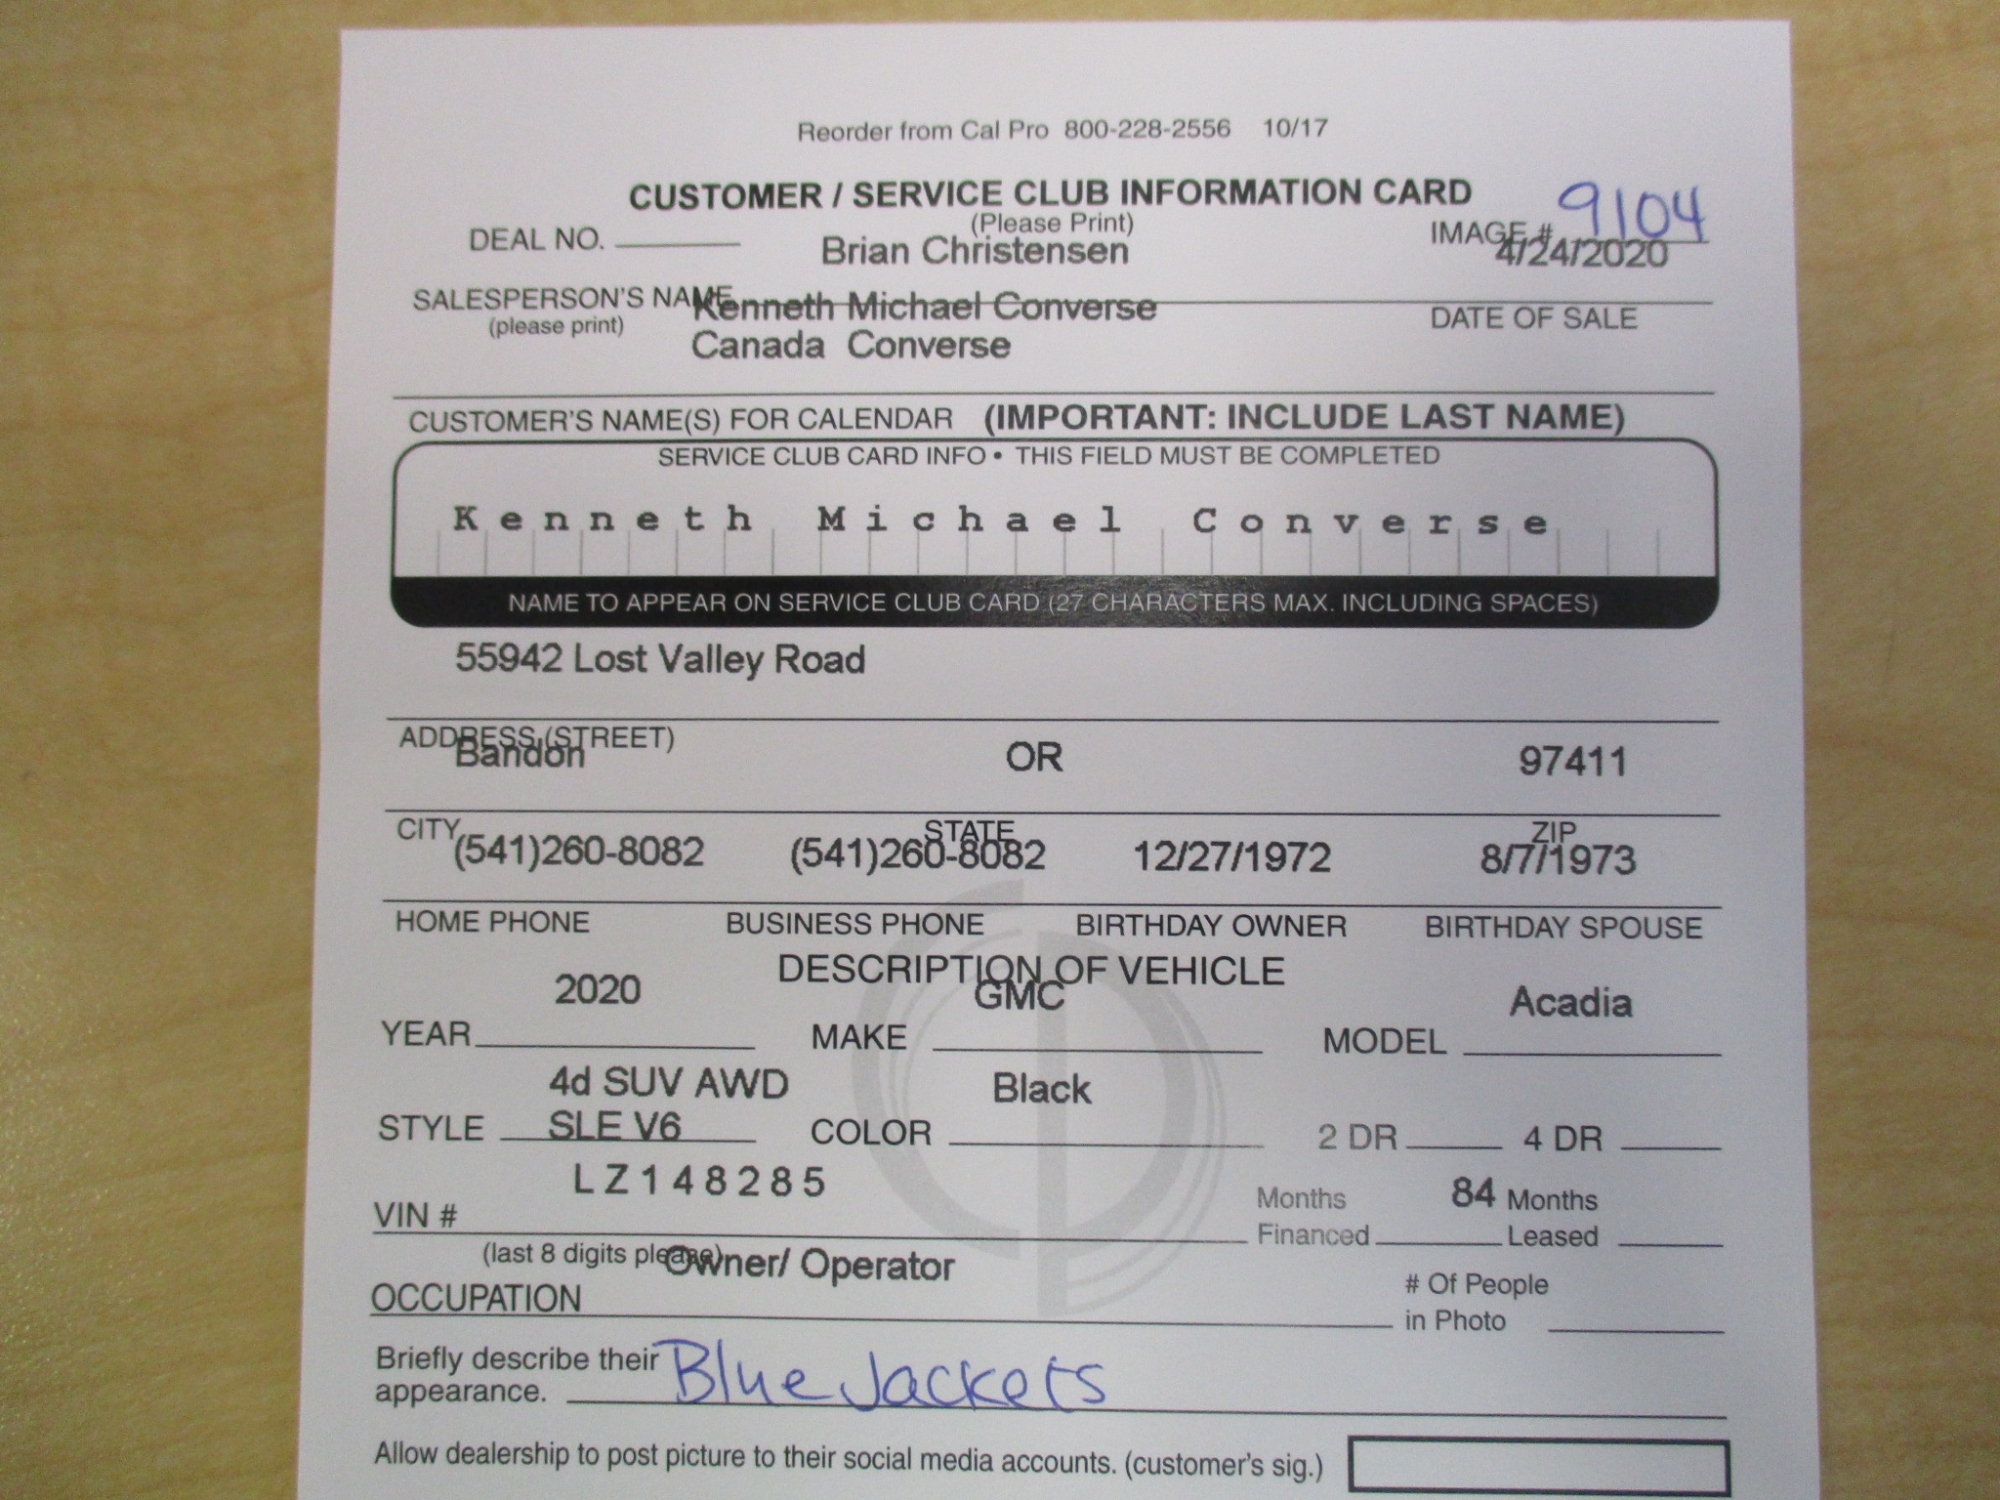 Reorder from Cal Pro 800-228-2556 10/17
CUSTOMER / SERVICE CLUB INFORMATION CARD
(Please Print)
DEAL NO. Brian Christensen IMAGE # 9104
4/24/2020
SALESPERSON'S NAME Kenneth Michael Converse DATE OF SALE
(please print) Canada Converse
CUSTOMER'S NAME(S) FOR CALENDAR (IMPORTANT: INCLUDE LAST NAME)
SERVICE CLUB CARD INFO • THIS FIELD MUST BE COMPLETED
Kenneth Michael Converse
NAME TO APPEAR ON SERVICE CLUB CARD (27 CHARACTERS MAX. INCLUDING SPACES)
55942 Lost Valley Road
ADDRESS (STREET)
Bandon OR 97411
CITY STATE ZIP
(541)260-8082 (541)260-8082 12/27/1972 8/7/1973
HOME PHONE BUSINESS PHONE BIRTHDAY OWNER BIRTHDAY SPOUSE
DESCRIPTION OF VEHICLE
2020 GMC Acadia
YEAR MAKE MODEL
4d SUV AWD Black
STYLE SLE V6 COLOR 2 DR 4 DR
LZ148285
VIN # Months Financed 84 Months Leased
(last 8 digits please) Owner/ Operator
OCCUPATION # Of People in Photo
Briefly describe their appearance. Blue Jackets
Allow dealership to post picture to their social media accounts. (customer's sig.)